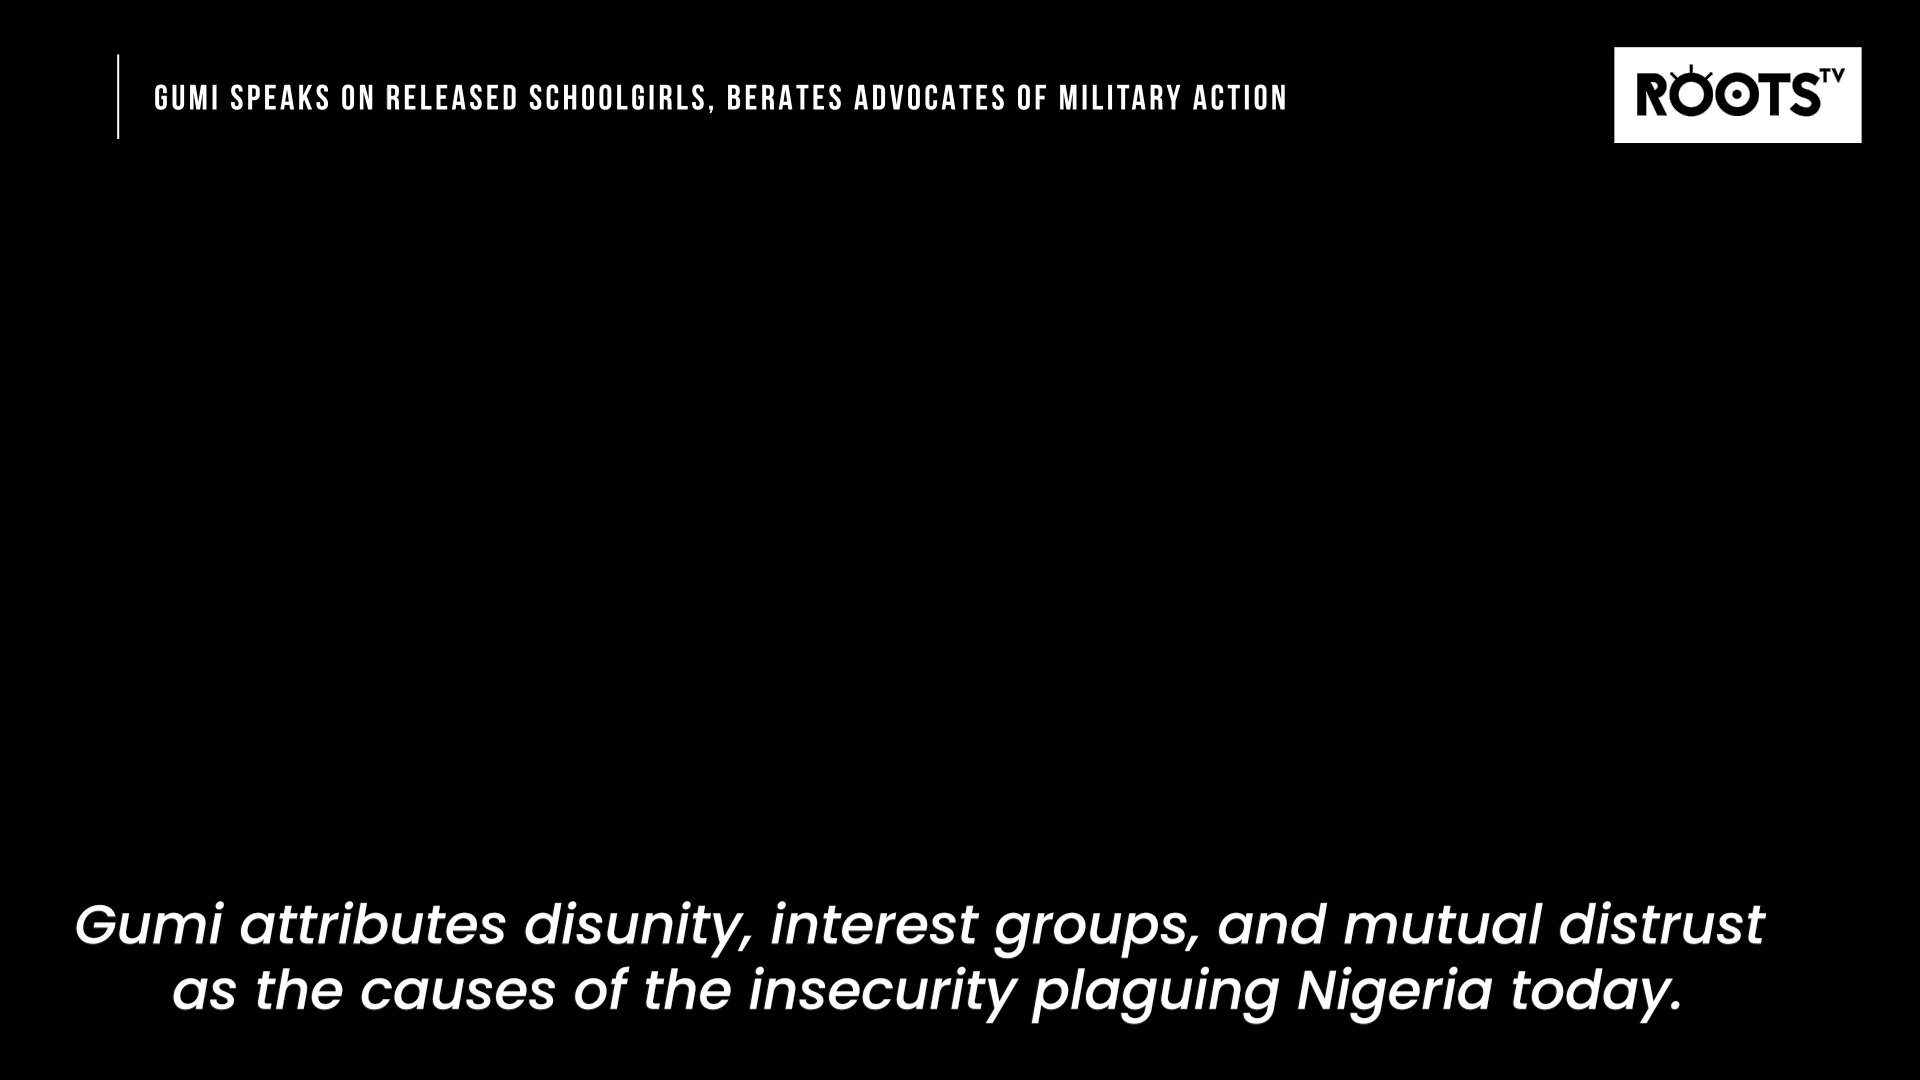 GUMI SPEAKS ON RELEASED SCHOOLGIRLS, BERATES ADVOCATES OF MILITARY ACTION
ROOTS TV
Gumi attributes disunity, interest groups, and mutual distrust
as the causes of the insecurity plaguing Nigeria today.